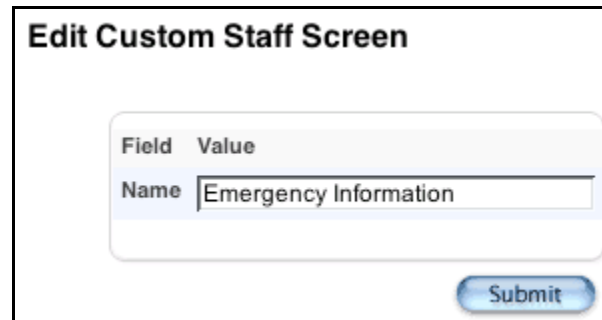 Edit Custom Staff Screen
Field Value
Name Emergency Information
Submit